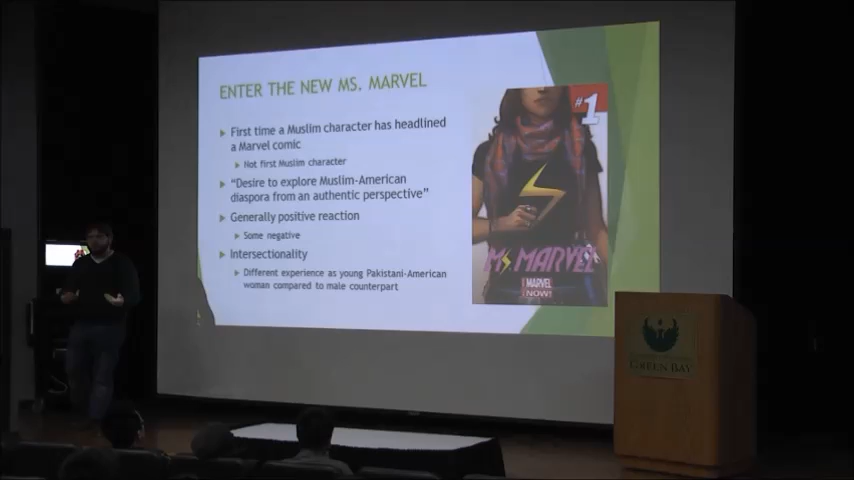 ENTER THE NEW MS. MARVEL
First time a Muslim character has headlined
a Marvel comic
Not first Muslim character
"Desire to explore Muslim-American
diaspora from an authentic perspective"
Generally positive reaction
Some negative
Intersectionality
Different experience as young Pakistani-American
woman compared to male counterpart
#1
MS. MARVEL
MARVEL
NOW!
GREEN BAY